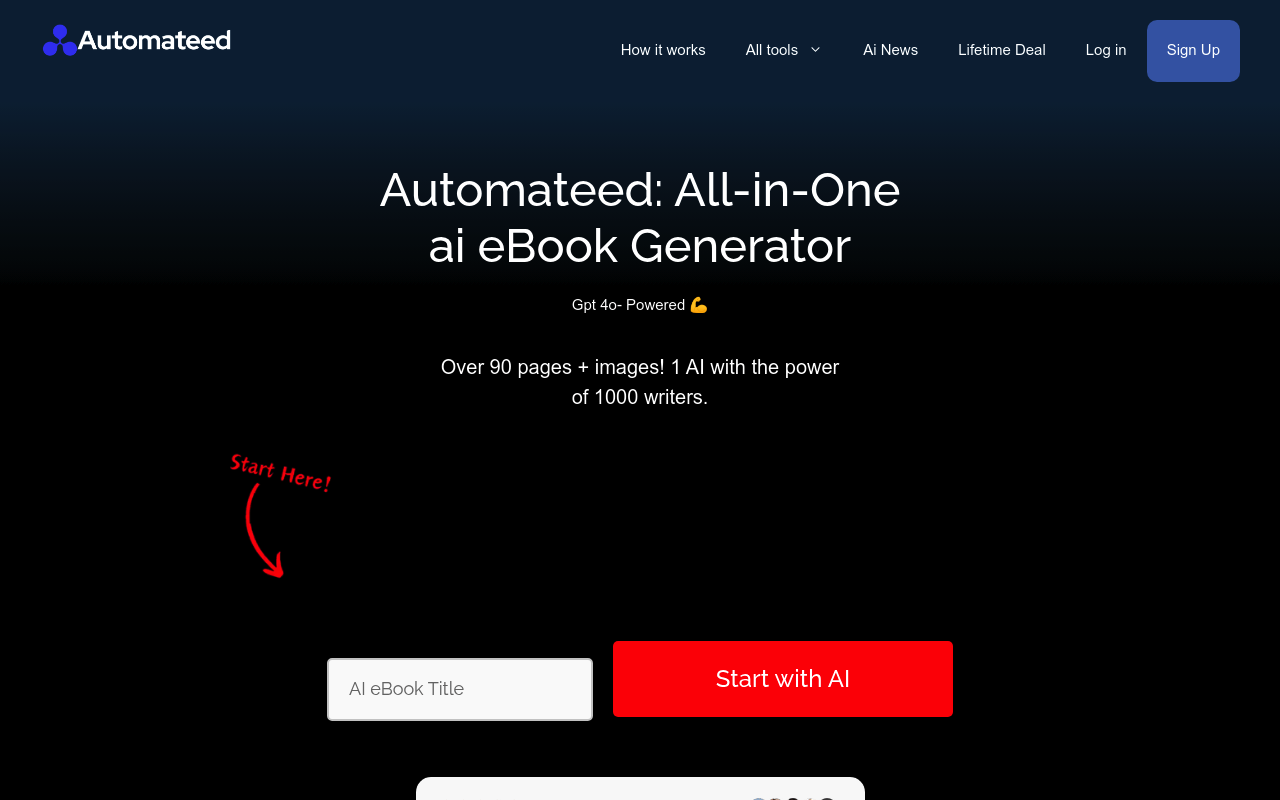 Automateed
How it works
All tools
Ai News
Lifetime Deal
Log in
Sign Up
Automateed: All-in-One
ai eBook Generator
Gpt 4o- Powered 💪
Over 90 pages + images! 1 AI with the power
of 1000 writers.
Start Here!
AI eBook Title
Start with AI